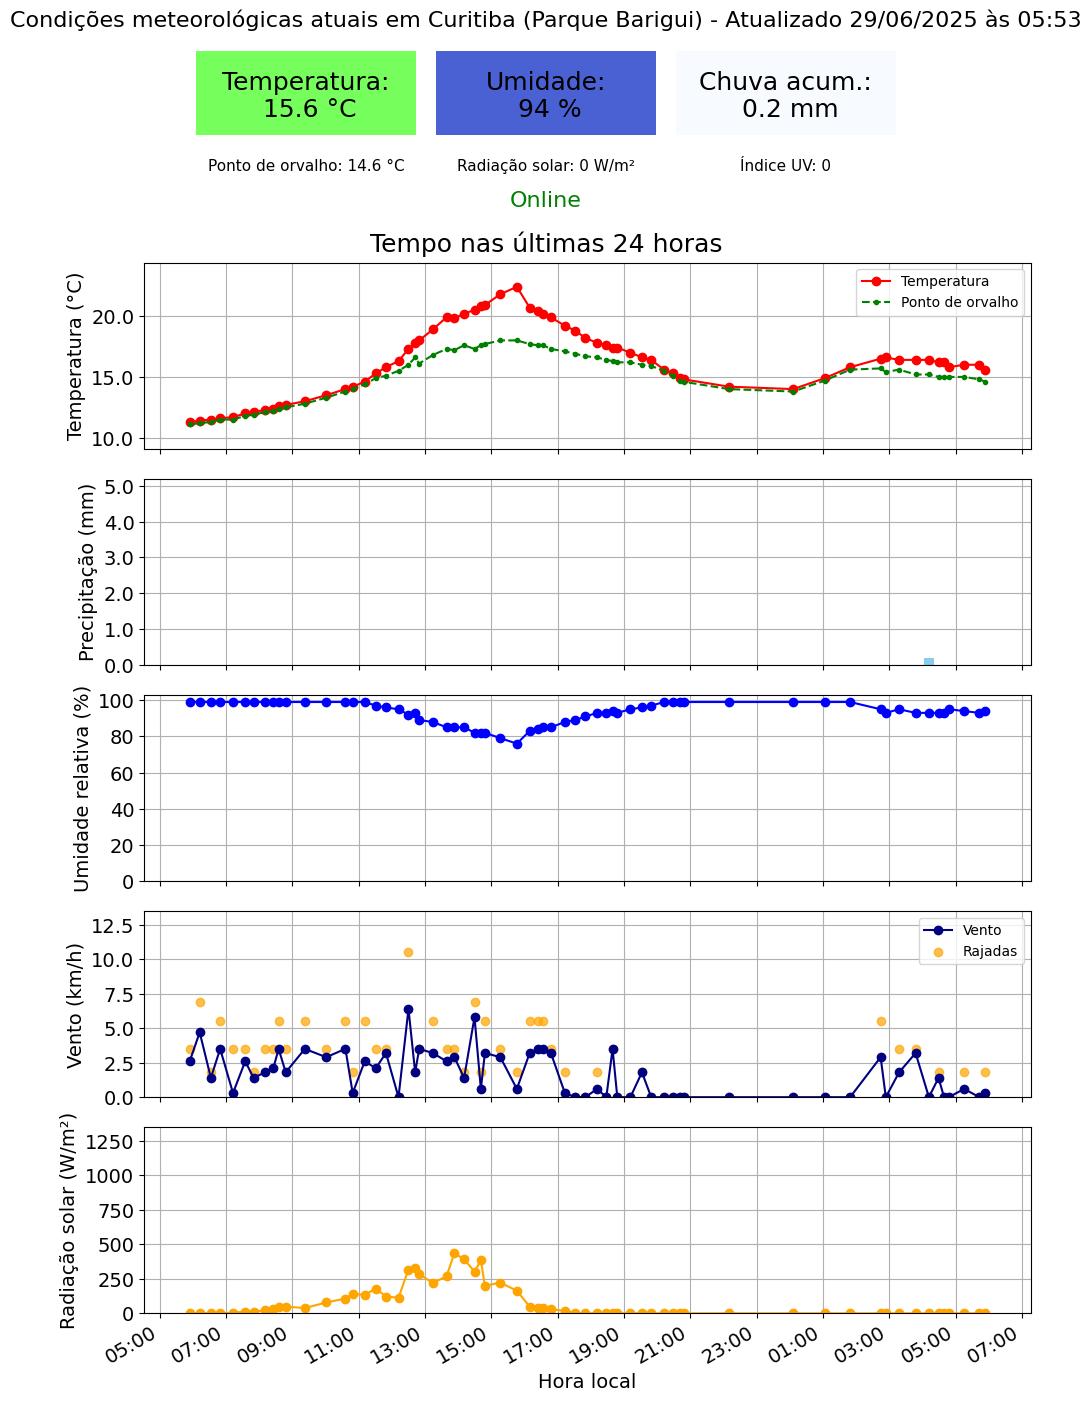 Condições meteorológicas atuais em Curitiba (Parque Barigui) - Atualizado 29/06/2025 às 05:53
Temperatura:
15.6 °C
Umidade:
94 %
Chuva acum.:
0.2 mm
Ponto de orvalho: 14.6 °C
Radiação solar: 0 W/m²
Índice UV: 0
Online
Tempo nas últimas 24 horas
Temperatura (°C)
20.0
15.0
10.0
Temperatura
Ponto de orvalho
Precipitação (mm)
5.0
4.0
3.0
2.0
1.0
0.0
Umidade relativa (%)
100
80
60
40
20
0
Vento (km/h)
12.5
10.0
7.5
5.0
2.5
0.0
Vento
Rajadas
Radiação solar (W/m²)
1250
1000
750
500
250
0
05:00
07:00
09:00
11:00
13:00
15:00
17:00
19:00
21:00
23:00
01:00
03:00
05:00
07:00
Hora local